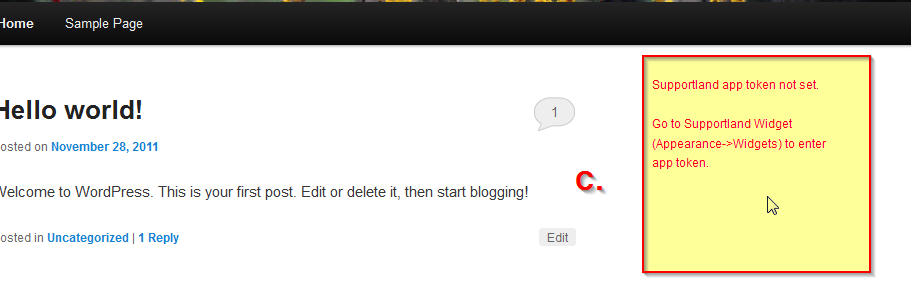 Home Sample Page
Hello world!
1
osted on November 28, 2011
Welcome to WordPress. This is your first post. Edit or delete it, then start blogging!
C.
osted in Uncategorized | 1 Reply
Edit
Supportland app token not set.
Go to Supportland Widget
(Appearance->Widgets) to enter
app token.